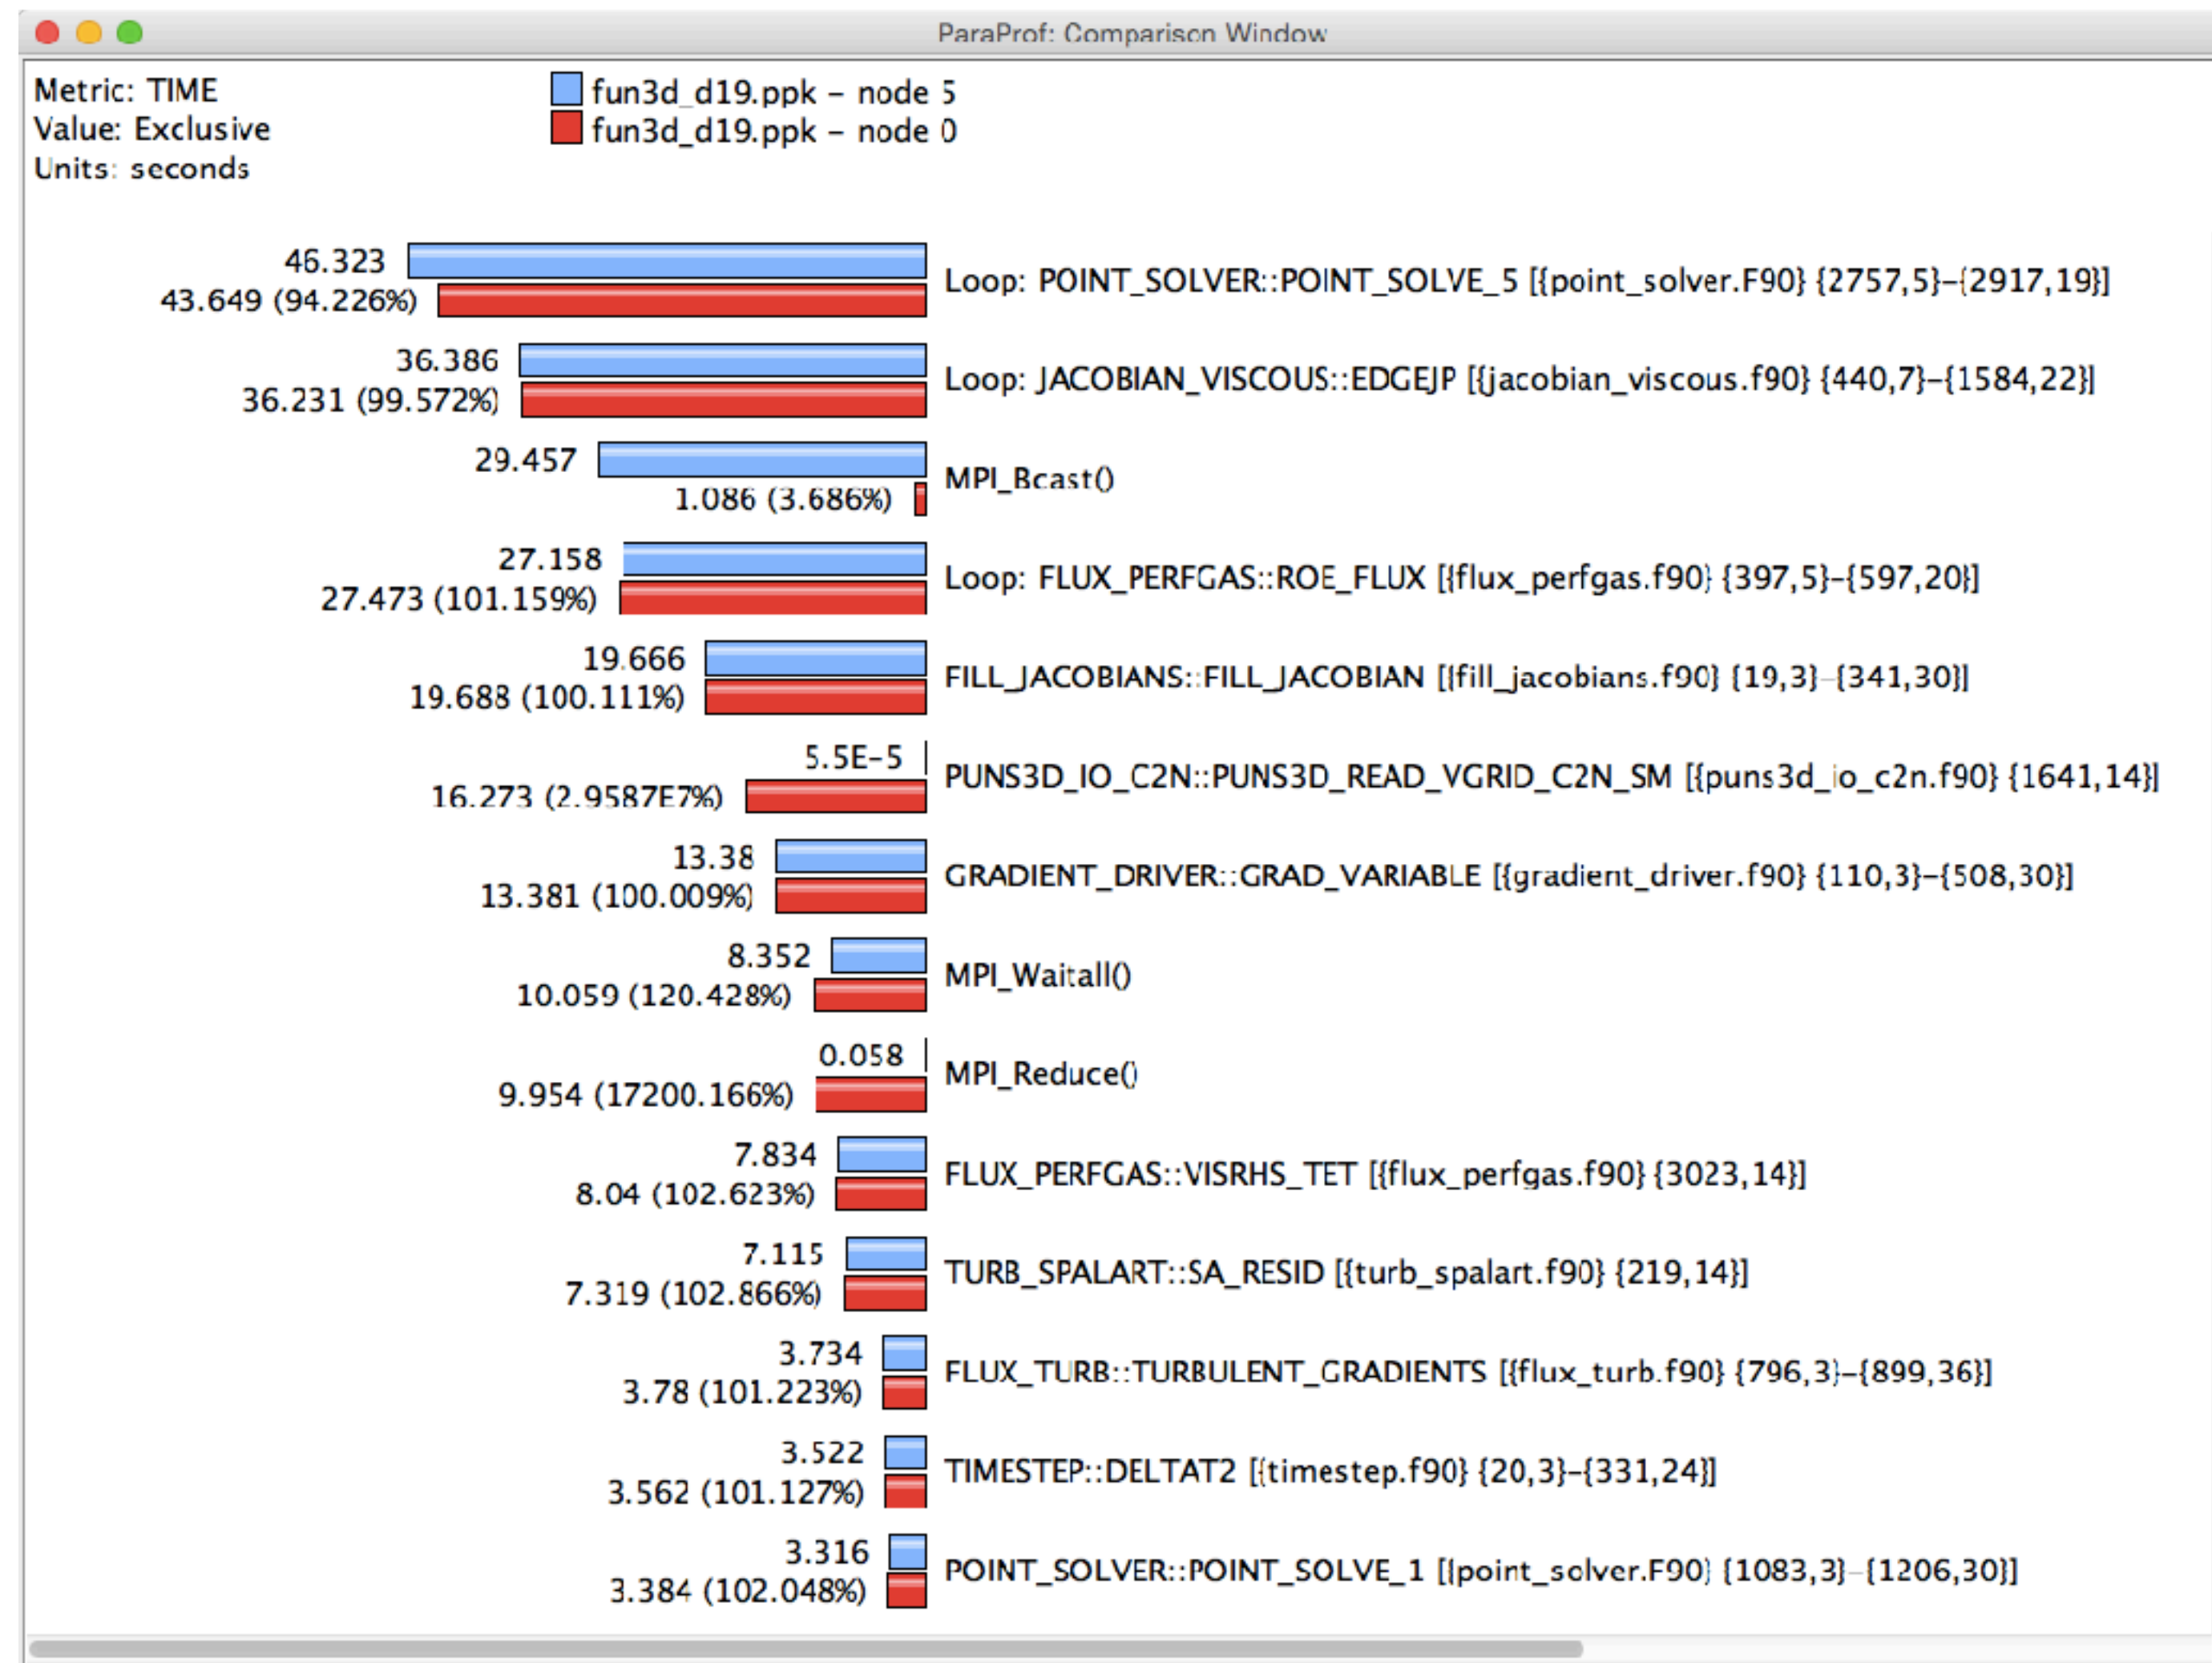 ParaProf: Comparison Window
Metric: TIME
Value: Exclusive
Units: seconds
fun3d_d19.ppk – node 5
fun3d_d19.ppk – node 0
46.323
43.649 (94.226%)
Loop: POINT_SOLVER::POINT_SOLVE_5 [{point_solver.F90} {2757,5}–{2917,19}]
36.386
36.231 (99.572%)
Loop: JACOBIAN_VISCOUS::EDGEJP [{jacobian_viscous.f90} {440,7}–{1584,22}]
29.457
1.086 (3.686%)
MPI_Bcast()
27.158
27.473 (101.159%)
Loop: FLUX_PERFGAS::ROE_FLUX [{flux_perfgas.f90} {397,5}–{597,20}]
19.666
19.688 (100.111%)
FILL_JACOBIANS::FILL_JACOBIAN [{fill_jacobians.f90} {19,3}–{341,30}]
5.5E–5
16.273 (2.9587E7%)
PUNS3D_IO_C2N::PUNS3D_READ_VGRID_C2N_SM [{puns3d_io_c2n.f90} {1641,14}]
13.38
13.381 (100.009%)
GRADIENT_DRIVER::GRAD_VARIABLE [{gradient_driver.f90} {110,3}–{508,30}]
8.352
10.059 (120.428%)
MPI_Waitall()
0.058
9.954 (17200.166%)
MPI_Reduce()
7.834
8.04 (102.623%)
FLUX_PERFGAS::VISRHS_TET [{flux_perfgas.f90} {3023,14}]
7.115
7.319 (102.866%)
TURB_SPALART::SA_RESID [{turb_spalart.f90} {219,14}]
3.734
3.78 (101.223%)
FLUX_TURB::TURBULENT_GRADIENTS [{flux_turb.f90} {796,3}–{899,36}]
3.522
3.562 (101.127%)
TIMESTEP::DELTAT2 [{timestep.f90} {20,3}–{331,24}]
3.316
3.384 (102.048%)
POINT_SOLVER::POINT_SOLVE_1 [{point_solver.F90} {1083,3}–{1206,30}]